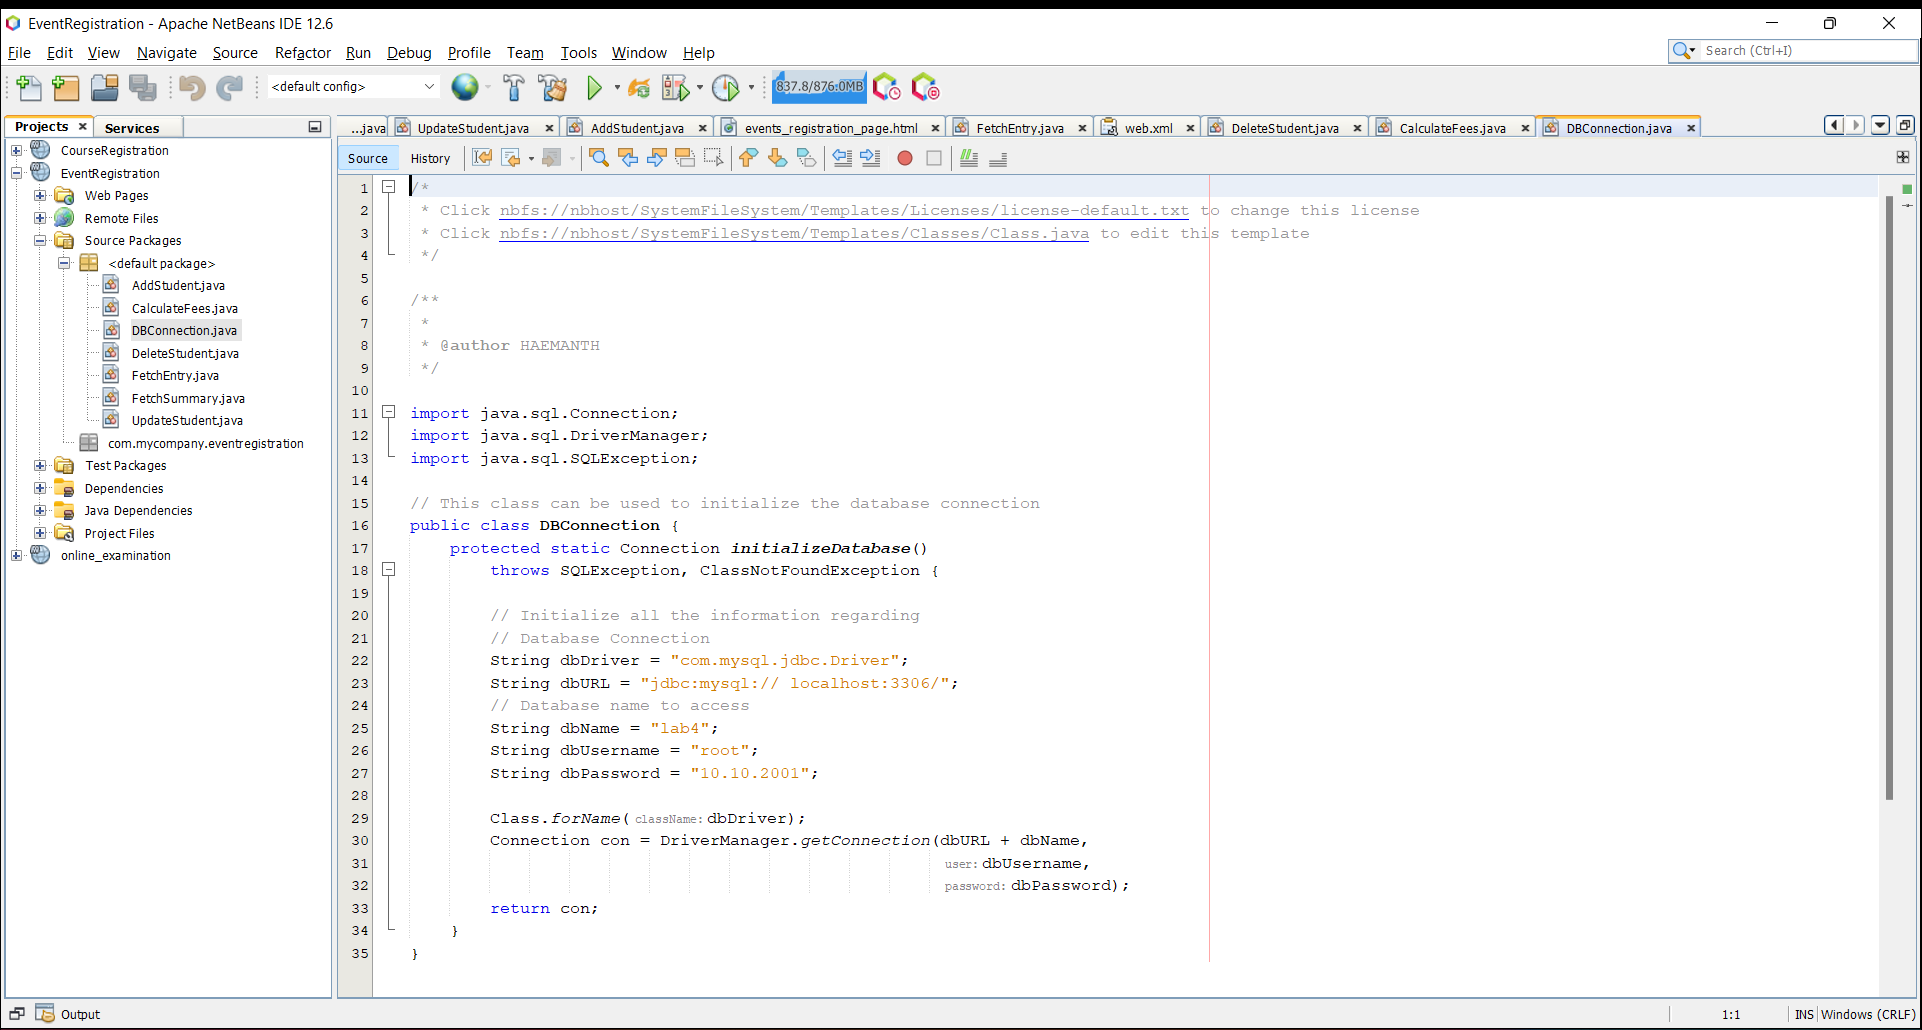 EventRegistration - Apache NetBeans IDE 12.6
File Edit View Navigate Source Refactor Run Debug Profile Team Tools Window Help
Search (Ctrl+I)
<default config>
837.8/876.0MB
Projects Services
...java UpdateStudent.java AddStudent.java events_registration_page.html FetchEntry.java web.xml DeleteStudent.java CalculateFees.java DBConnection.java
Source History
CourseRegistration
EventRegistration
Web Pages
Remote Files
Source Packages
<default package>
AddStudent.java
CalculateFees.java
DBConnection.java
DeleteStudent.java
FetchEntry.java
FetchSummary.java
UpdateStudent.java
com.mycompany.eventregistration
Test Packages
Dependencies
Java Dependencies
Project Files
online_examination
1 /*
2 * Click nbfs://nbhost/SystemFileSystem/Templates/Licenses/license-default.txt to change this license
3 * Click nbfs://nbhost/SystemFileSystem/Templates/Classes/Class.java to edit this template
4 */
5
6 /**
7 *
8 * @author HAEMANTH
9 */
10
11 import java.sql.Connection;
12 import java.sql.DriverManager;
13 import java.sql.SQLException;
14
15 // This class can be used to initialize the database connection
16 public class DBConnection {
17 protected static Connection initializeDatabase()
18 throws SQLException, ClassNotFoundException {
19
20 // Initialize all the information regarding
21 // Database Connection
22 String dbDriver = "com.mysql.jdbc.Driver";
23 String dbURL = "jdbc:mysql:// localhost:3306/";
24 // Database name to access
25 String dbName = "lab4";
26 String dbUsername = "root";
27 String dbPassword = "10.10.2001";
28
29 Class.forName( className: dbDriver);
30 Connection con = DriverManager.getConnection(dbURL + dbName,
31 user: dbUsername,
32 password: dbPassword);
33 return con;
34 }
35 }
Output
1:1 INS Windows (CRLF)